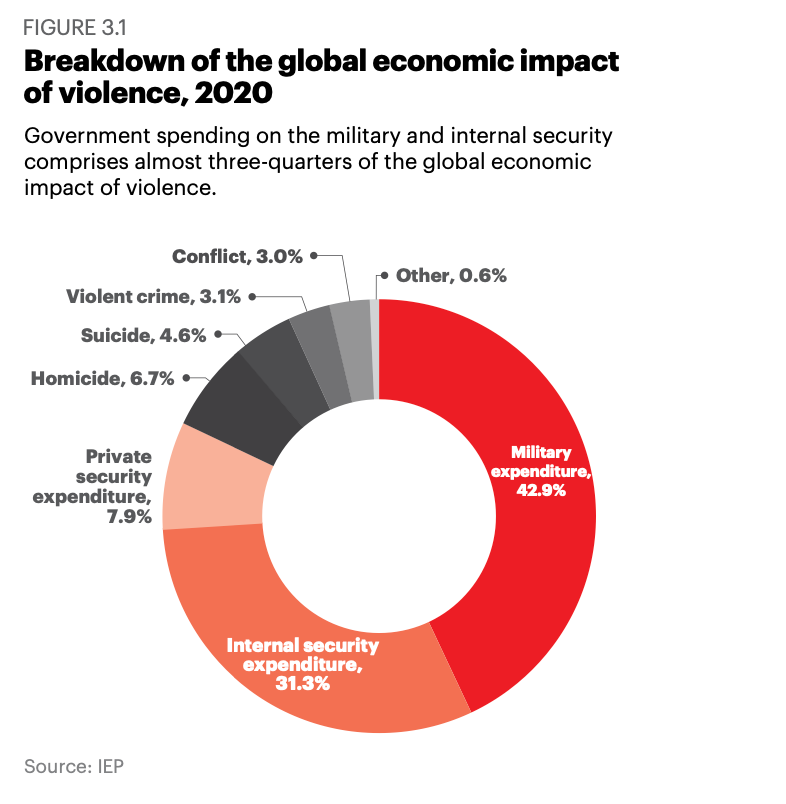 FIGURE 3.1
Breakdown of the global economic impact
of violence, 2020
Government spending on the military and internal security
comprises almost three-quarters of the global economic
impact of violence.
Conflict, 3.0%
Other, 0.6%
Violent crime, 3.1%
Suicide, 4.6%
Homicide, 6.7%
Private
security
expenditure,
7.9%
Military
expenditure,
42.9%
Internal security
expenditure,
31.3%
Source: IEP